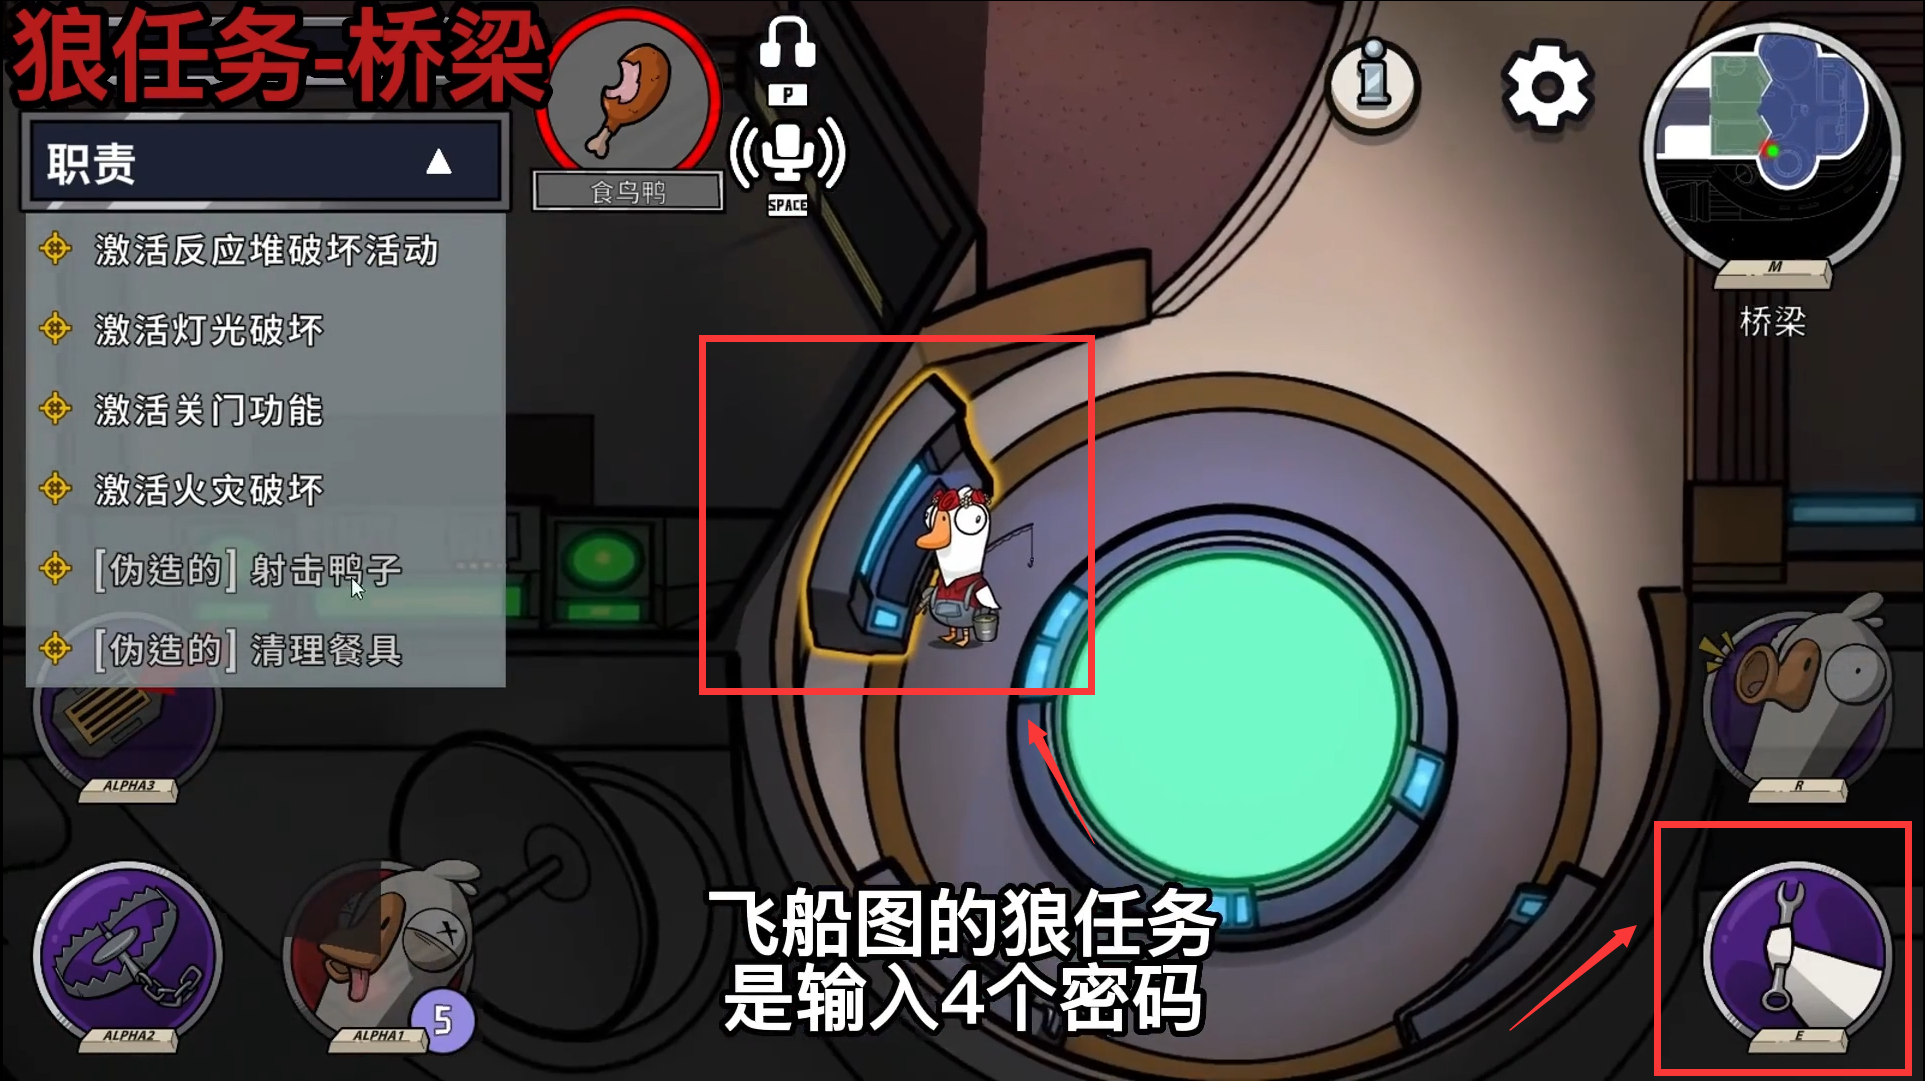 狼任务-桥梁
职责
激活反应堆破坏活动
激活灯光破坏
激活关门功能
激活火灾破坏
[伪造的] 射击鸭子
[伪造的] 清理餐具
食鸟鸭
P
SPACE
M
桥梁
ALPHA3
R
ALPHA2
ALPHA1
5
E
飞船图的狼任务
是输入4个密码